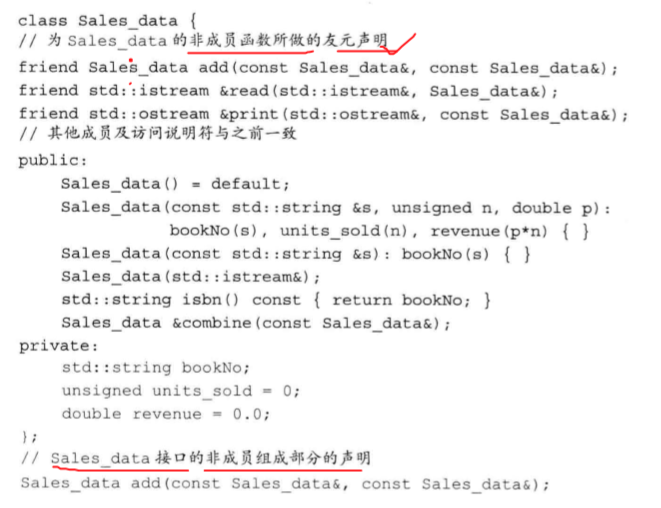 class Sales_data {
// 为 Sales_data 的非成员函数所做的友元声明
friend Sales_data add(const Sales_data&, const Sales_data&);
friend std::istream &read(std::istream&, Sales_data&);
friend std::ostream &print(std::ostream&, const Sales_data&);
// 其他成员及访问说明符与之前一致
public:
    Sales_data() = default;
    Sales_data(const std::string &s, unsigned n, double p):
               bookNo(s), units_sold(n), revenue(p*n) { }
    Sales_data(const std::string &s): bookNo(s) { }
    Sales_data(std::istream&);
    std::string isbn() const { return bookNo; }
    Sales_data &combine(const Sales_data&);
private:
    std::string bookNo;
    unsigned units_sold = 0;
    double revenue = 0.0;
};
// Sales_data 接口的非成员组成部分的声明
Sales_data add(const Sales_data&, const Sales_data&);